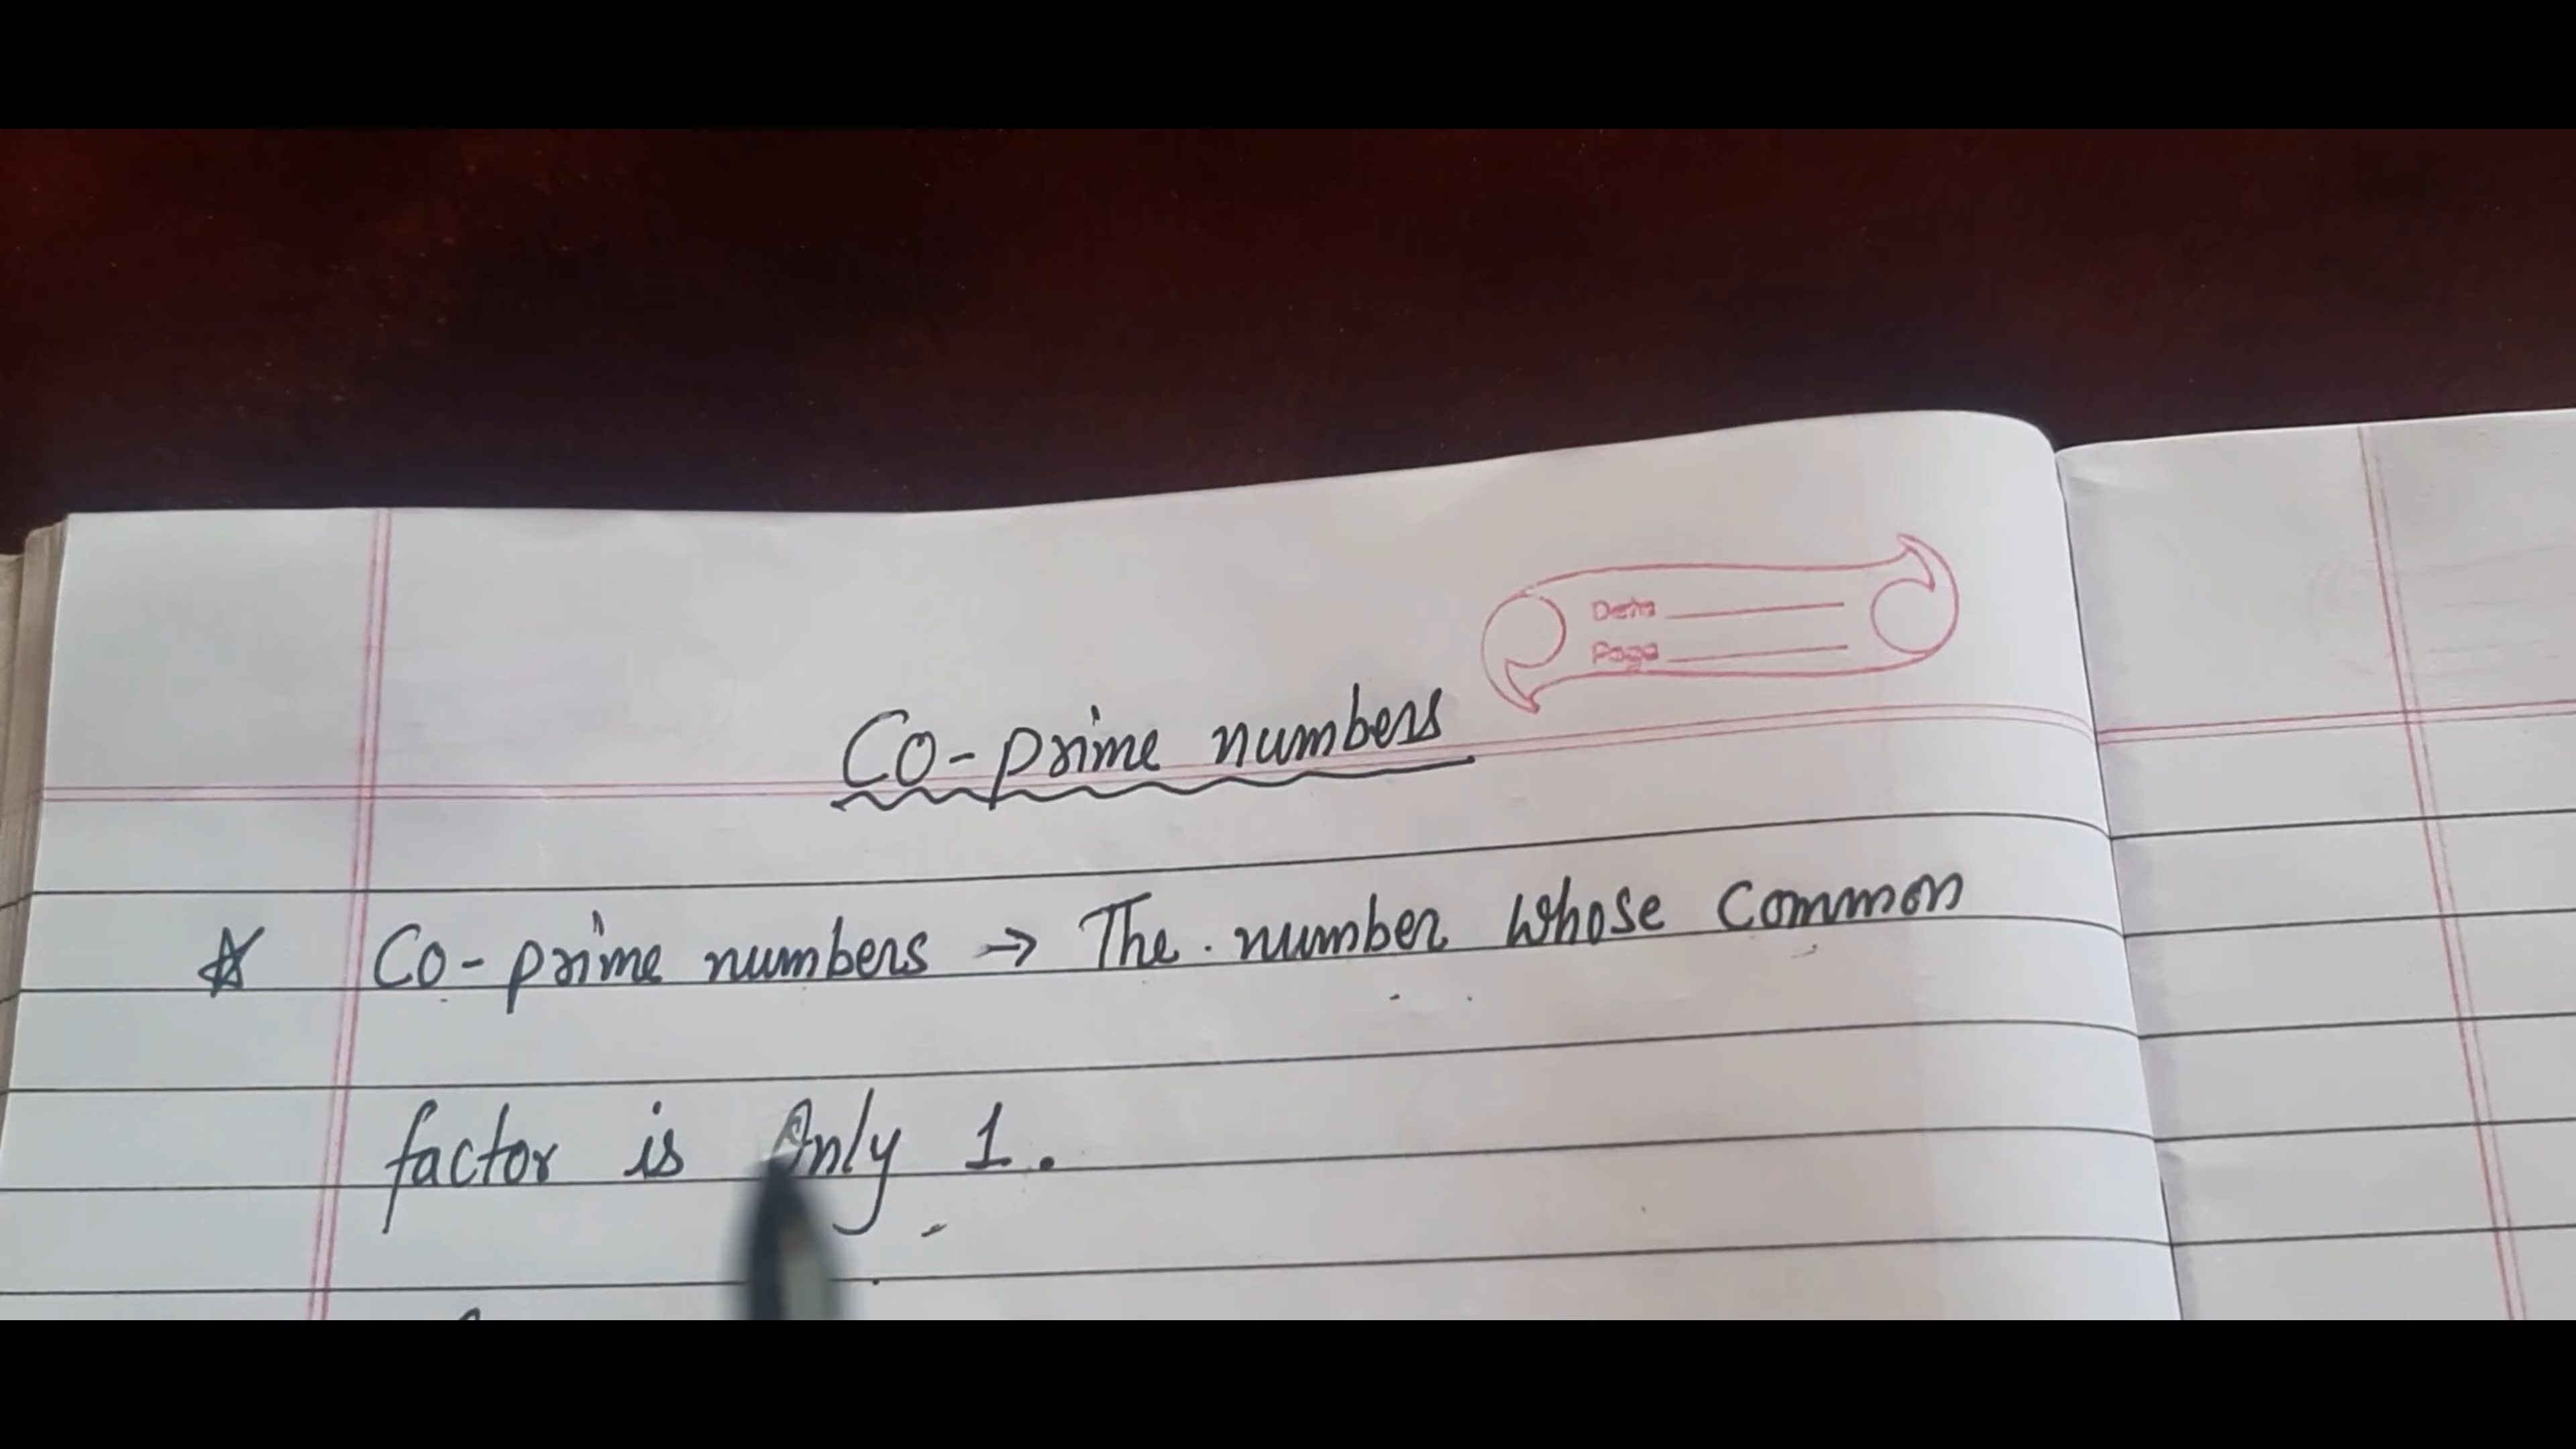 Date
Page
Co-prime numbers
☆ Co-prime numbers → The number whose common
factor is only 1.